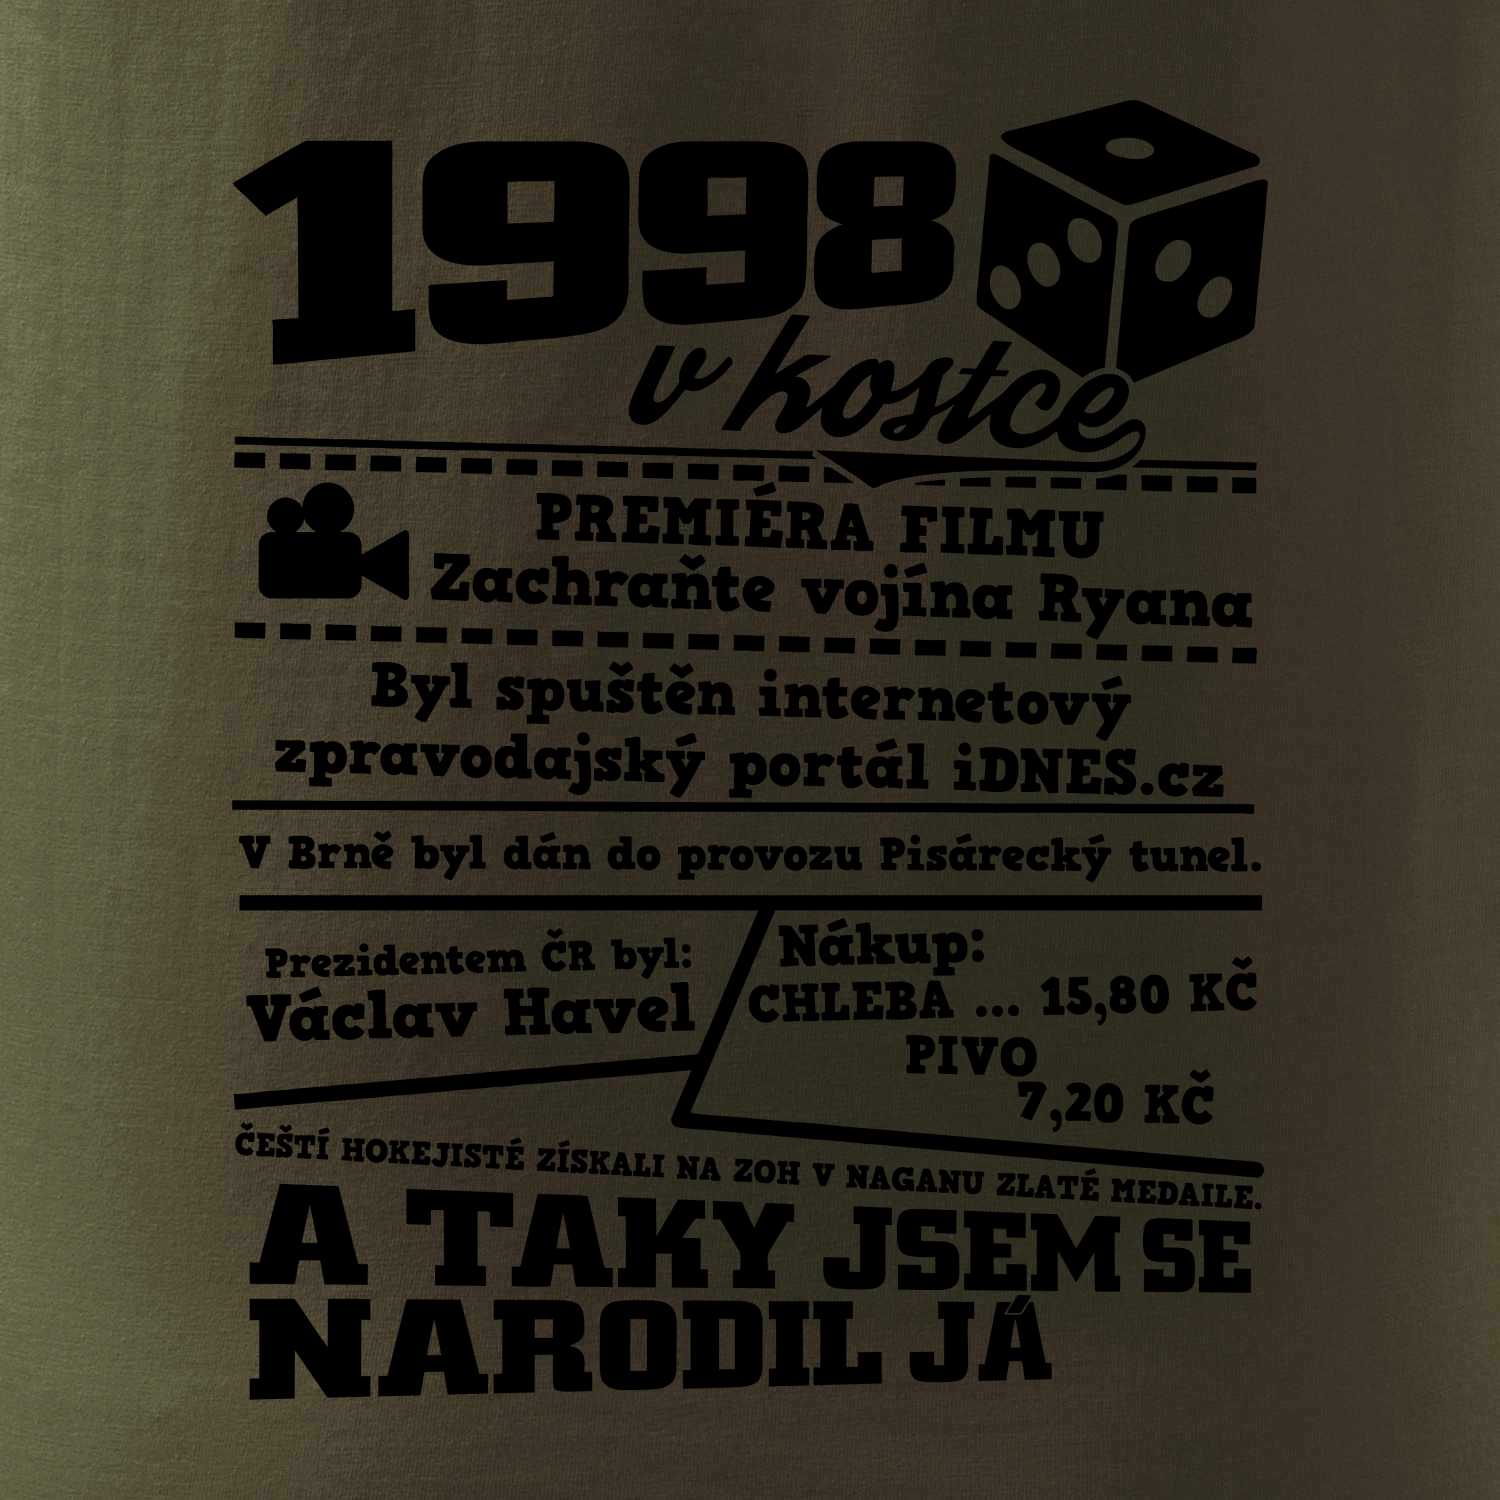 1998
v kostce
PREMIÉRA FILMU
Zachraňte vojína Ryana
Byl spuštěn internetový
zpravodajský portál iDNES.cz
V Brně byl dán do provozu Pisárecký tunel.
Prezidentem ČR byl:
Václav Havel
Nákup:
CHLEBA ... 15,80 KČ
PIVO
7,20 KČ
ČEŠTÍ HOKEJISTÉ ZÍSKALI NA ZOH V NAGANU ZLATÉ MEDAILE.
A TAKY JSEM SE
NARODIL JÁ